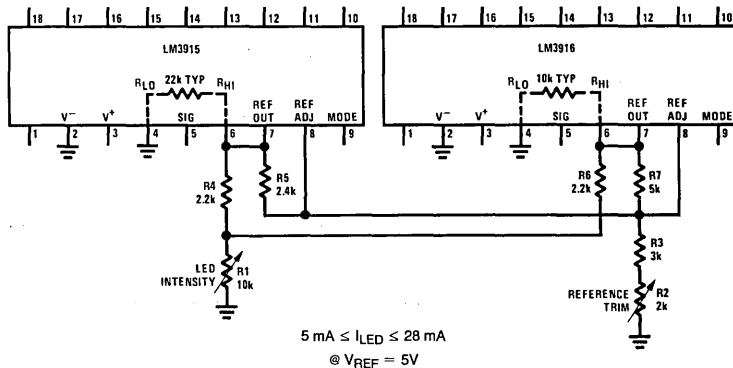 18 17 16 15 14 13 12 11 10
18 17 16 15 14 13 12 11 10
LM3915
LM3916
RLO 22k TYP RHI
RLO 10k TYP RHI
V− V+ SIG REF OUT REF ADJ MODE
V− V+ SIG REF OUT REF ADJ MODE
1 2 3 4 5 6 7 8 9
1 2 3 4 5 6 7 8 9
R4
2.2k
R5
2.4k
R6
2.2k
R7
5k
LED
INTENSITY
R1
10k
R3
3k
REFERENCE
TRIM
R2
2k
5 mA ≤ ILED ≤ 28 mA
@ VREF = 5V